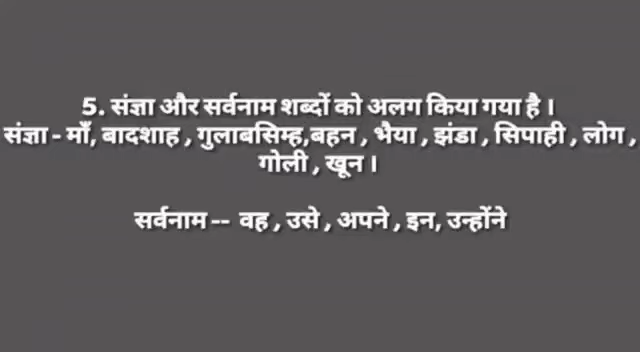 5. संज्ञा और सर्वनाम शब्दों को अलग किया गया है ।
संज्ञा - माँ, बादशाह , गुलाबसिम्ह,बहन , भैया , झंडा , सिपाही , लोग ,
गोली , खून ।
सर्वनाम -- वह , उसे , अपने , इन, उन्होंने